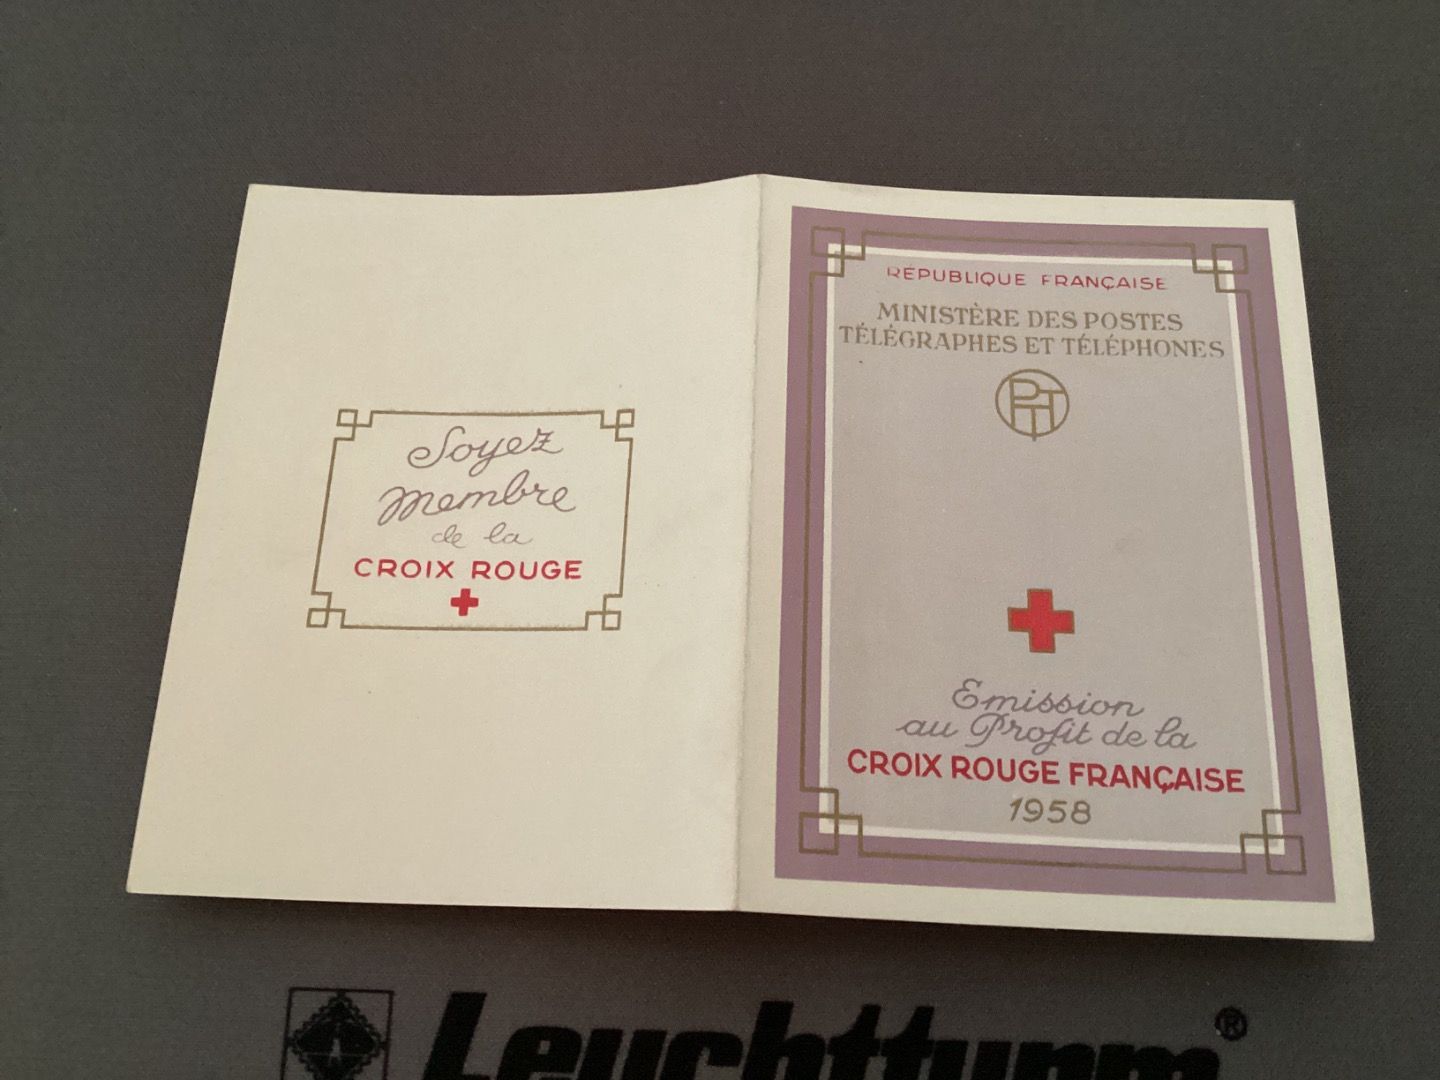 Soyez
membre
de la
CROIX ROUGE
RÉPUBLIQUE FRANÇAISE
MINISTÈRE DES POSTES
TÉLÉGRAPHES ET TÉLÉPHONES
PTT
Emission
au Profit de la
CROIX ROUGE FRANÇAISE
1958
Leuchtturm®